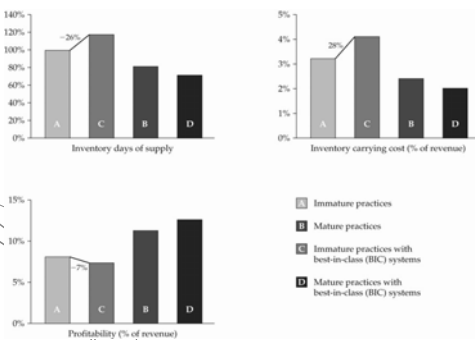 140%
120%
100%
80%
60%
40%
20%
0%
−26%
A
C
B
D
Inventory days of supply
5%
4%
3%
2%
1%
0%
28%
A
C
B
D
Inventory carrying cost (% of revenue)
15%
10%
5%
0%
−7%
A
C
B
D
Profitability (% of revenue)
A Immature practices
B Mature practices
C Immature practices with
best-in-class (BIC) systems
D Mature practices with
best-in-class (BIC) systems